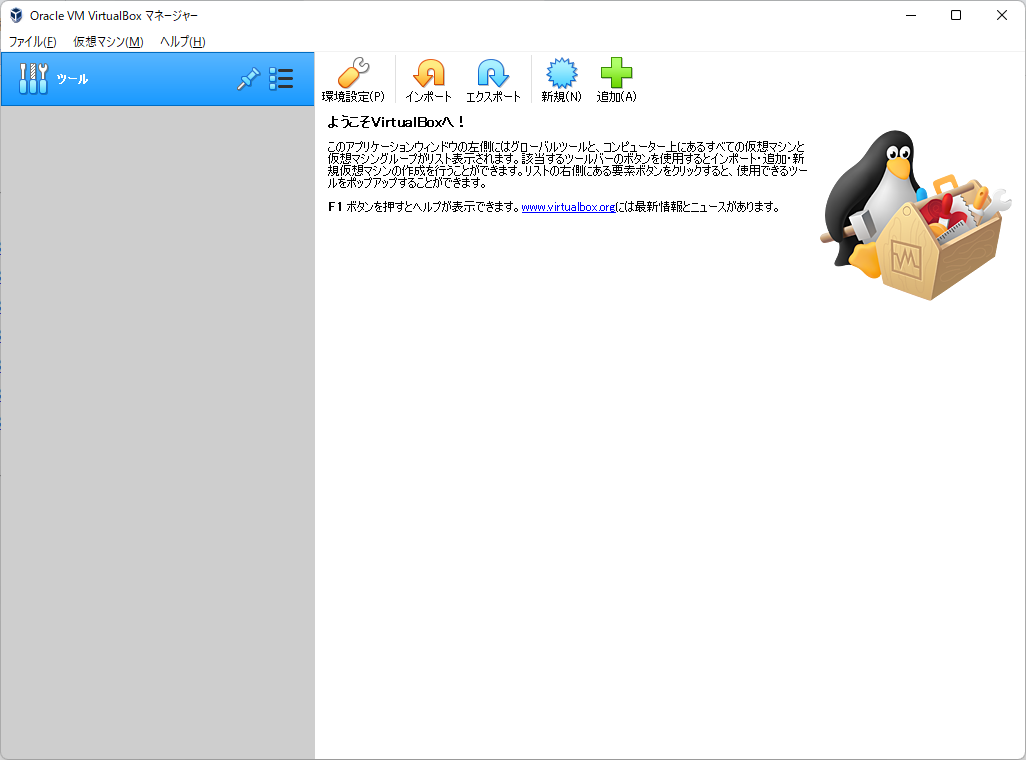 Oracle VM VirtualBox マネージャー
ファイル(F) 仮想マシン(M) ヘルプ(H)
ツール
環境設定(P) インポート エクスポート 新規(N) 追加(A)
ようこそVirtualBoxへ！
このアプリケーションウィンドウの左側にはグローバルツールと、コンピューター上にあるすべての仮想マシンと
仮想マシングループがリスト表示されます。該当するツールバーのボタンを使用するとインポート・追加・新
規仮想マシンの作成を行うことができます。リストの右側にある要素ボタンをクリックすると、使用できるツー
ルをポップアップすることができます。
F1 ボタンを押すとヘルプが表示できます。www.virtualbox.orgには最新情報とニュースがあります。